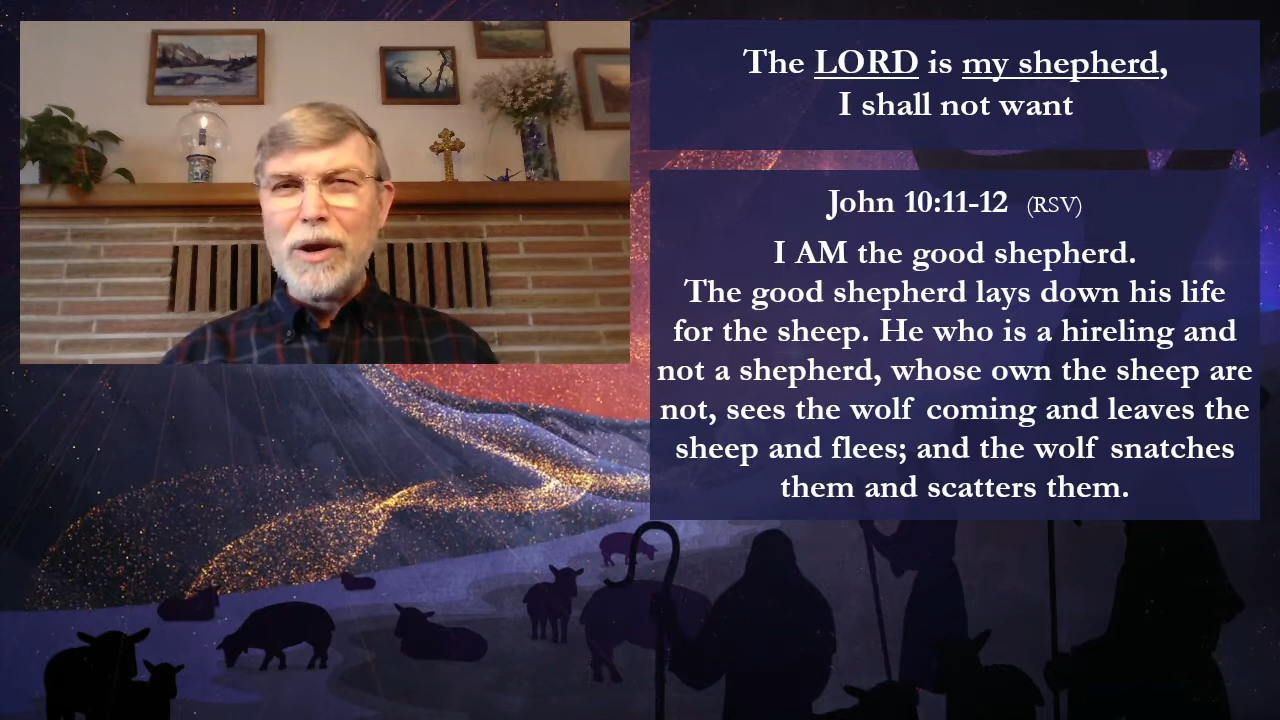 The LORD is my shepherd,
I shall not want
John 10:11-12 (RSV)
I AM the good shepherd.
The good shepherd lays down his life
for the sheep. He who is a hireling and
not a shepherd, whose own the sheep are
not, sees the wolf coming and leaves the
sheep and flees; and the wolf snatches
them and scatters them.